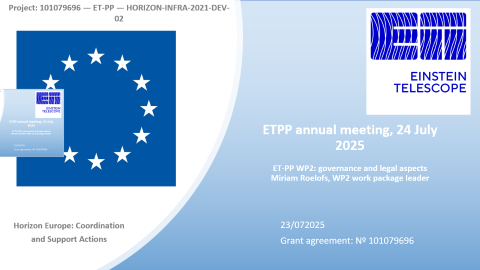 Project: 101079696 — ET-PP — HORIZON-INFRA-2021-DEV-
02
EINSTEIN
TELESCOPE
ETPP annual meeting, 24 July
2025
ET-PP WP2: governance and legal aspects
Miriam Roelofs, WP2 work package leader
Horizon Europe: Coordination
and Support Actions
23/072025
Grant agreement: Nº 101079696